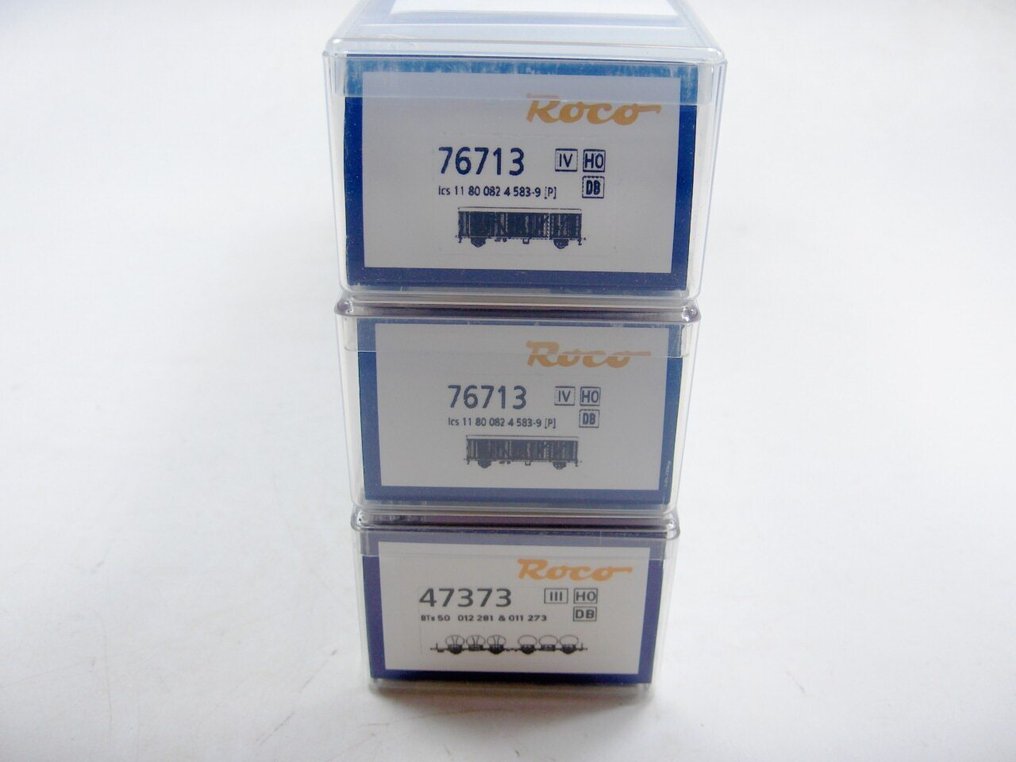 Roco
76713 IV HO
Ics 11 80 082 4 583-9 [P] DB
Roco
76713 IV HO
Ics 11 80 082 4 583-9 [P] DB
Roco
47373 III HO
BTs 50 012 281 & 011 273 DB